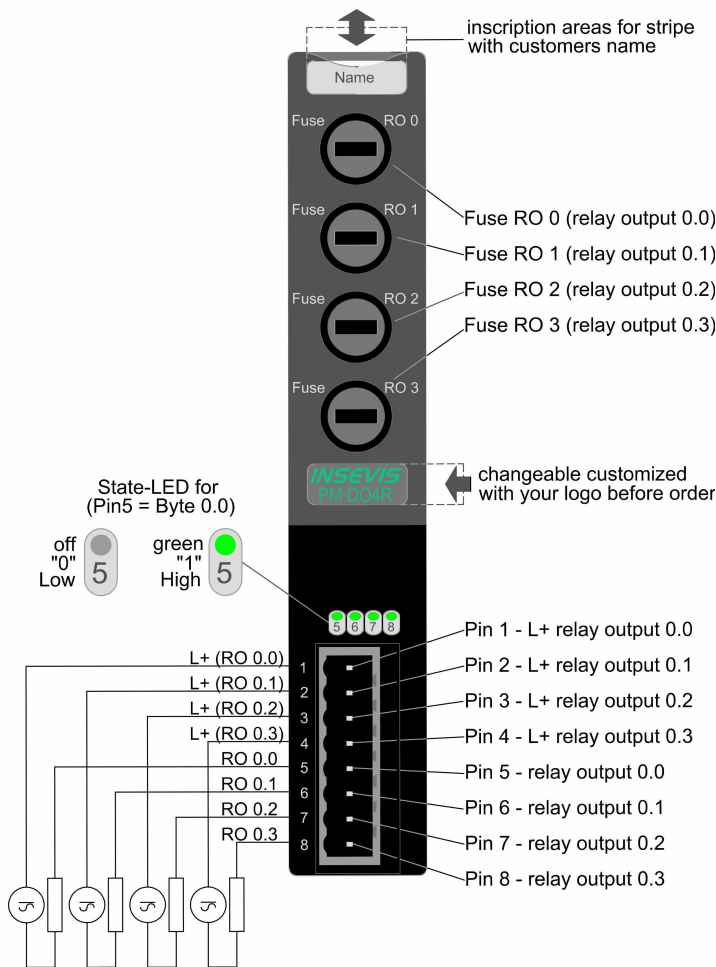 inscription areas for stripe
with customers name
Name
Fuse RO 0
Fuse RO 1
Fuse RO 2
Fuse RO 3
Fuse RO 0 (relay output 0.0)
Fuse RO 1 (relay output 0.1)
Fuse RO 2 (relay output 0.2)
Fuse RO 3 (relay output 0.3)
INSEVIS
PM DO4R
changeable customized
with your logo before order
State-LED for
(Pin5 = Byte 0.0)
off
"0"
Low
5
green
"1"
High
5
5 6 7 8
L+ (RO 0.0) 1
L+ (RO 0.1) 2
L+ (RO 0.2) 3
L+ (RO 0.3) 4
RO 0.0 5
RO 0.1 6
RO 0.2 7
RO 0.3 8
Pin 1 - L+ relay output 0.0
Pin 2 - L+ relay output 0.1
Pin 3 - L+ relay output 0.2
Pin 4 - L+ relay output 0.3
Pin 5 - relay output 0.0
Pin 6 - relay output 0.1
Pin 7 - relay output 0.2
Pin 8 - relay output 0.3